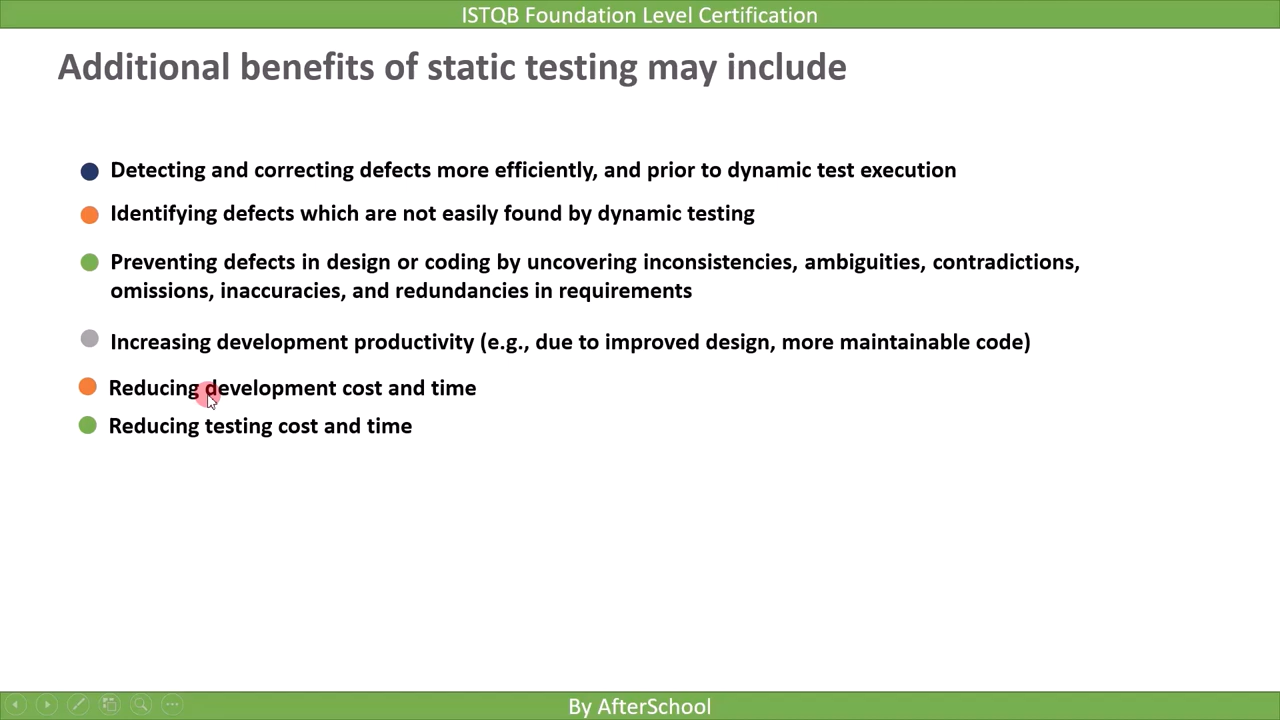 ISTQB Foundation Level Certification
Additional benefits of static testing may include
Detecting and correcting defects more efficiently, and prior to dynamic test execution
Identifying defects which are not easily found by dynamic testing
Preventing defects in design or coding by uncovering inconsistencies, ambiguities, contradictions,
omissions, inaccuracies, and redundancies in requirements
Increasing development productivity (e.g., due to improved design, more maintainable code)
Reducing development cost and time
Reducing testing cost and time
By AfterSchool